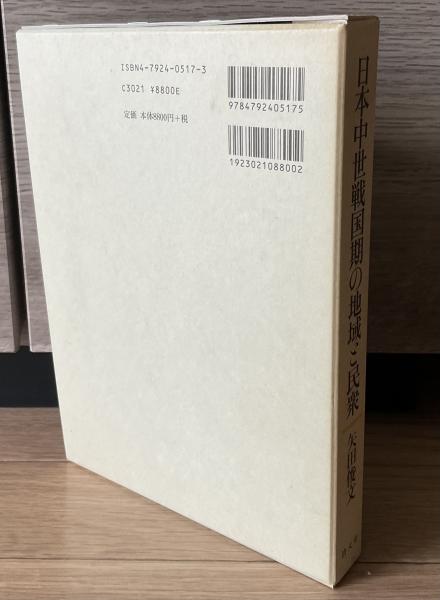 ISBN4-7924-0517-3
C3021 ¥8800E
定価 本体8800円+税
9784792405175
1923021088002
日本中世戦国期の地域と民衆
矢田俊文